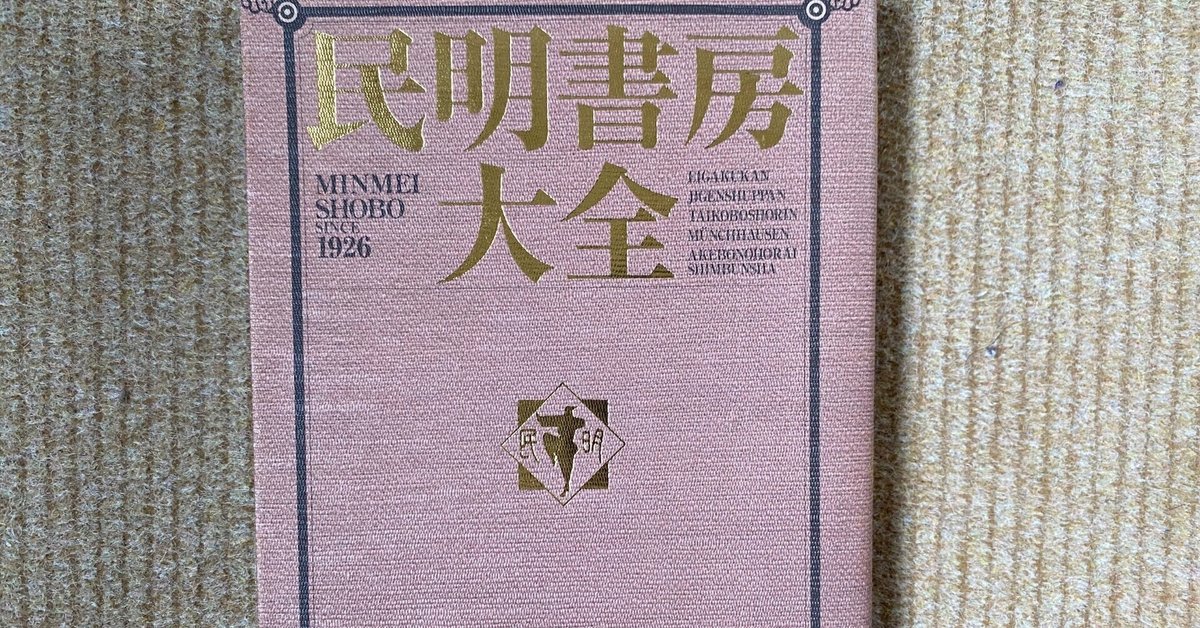 民明書房
大全
MINMEI
SHOBO
SINCE
1926
EIGAKUKAN
JIGENSHUPPAN
TAIKOBOSHORIN
MÜNCHHAUSEN
AKEBONOHORAI
SHIMBUNSHA
民 明